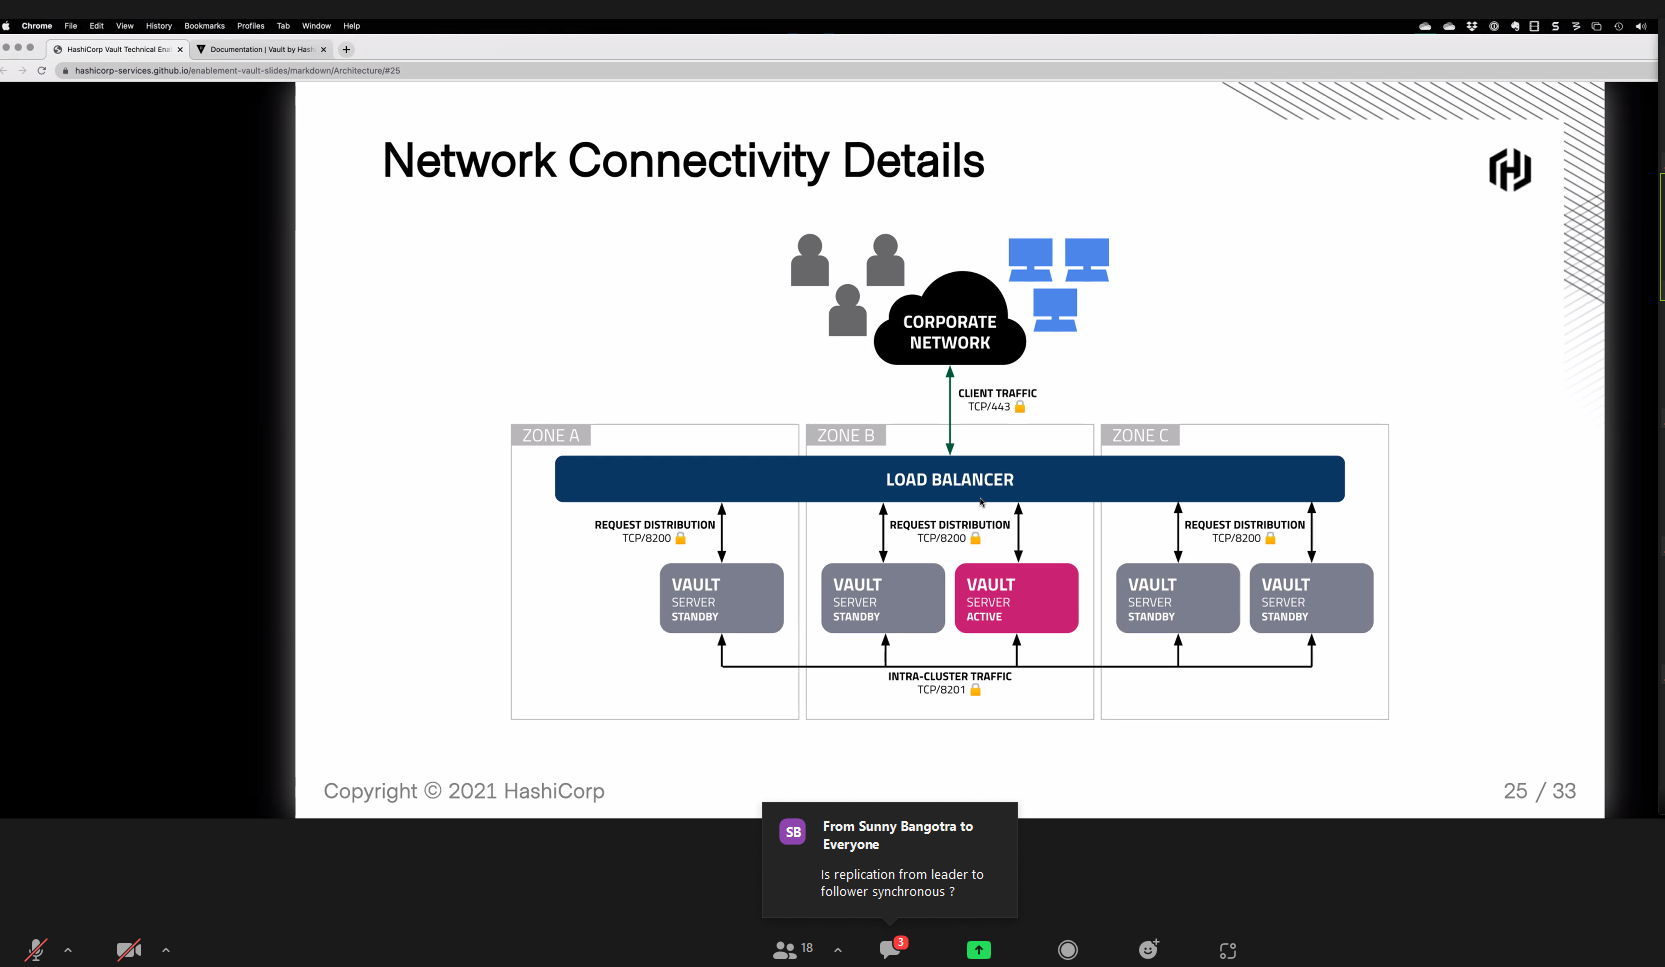 Chrome File Edit View History Bookmarks Profiles Tab Window Help
HashiCorp Vault Technical Ena
Documentation | Vault by Hash
hashicorp-services.github.io/enablement-vault-slides/markdown/Architecture/#25
Network Connectivity Details
CORPORATE
NETWORK
CLIENT TRAFFIC
TCP/443
ZONE A
ZONE B
ZONE C
LOAD BALANCER
REQUEST DISTRIBUTION
TCP/8200
REQUEST DISTRIBUTION
TCP/8200
REQUEST DISTRIBUTION
TCP/8200
VAULT
SERVER
STANDBY
VAULT
SERVER
STANDBY
VAULT
SERVER
ACTIVE
VAULT
SERVER
STANDBY
VAULT
SERVER
STANDBY
INTRA-CLUSTER TRAFFIC
TCP/8201
Copyright © 2021 HashiCorp
25 / 33
SB
From Sunny Bangotra to
Everyone
Is replication from leader to
follower synchronous ?
18
3